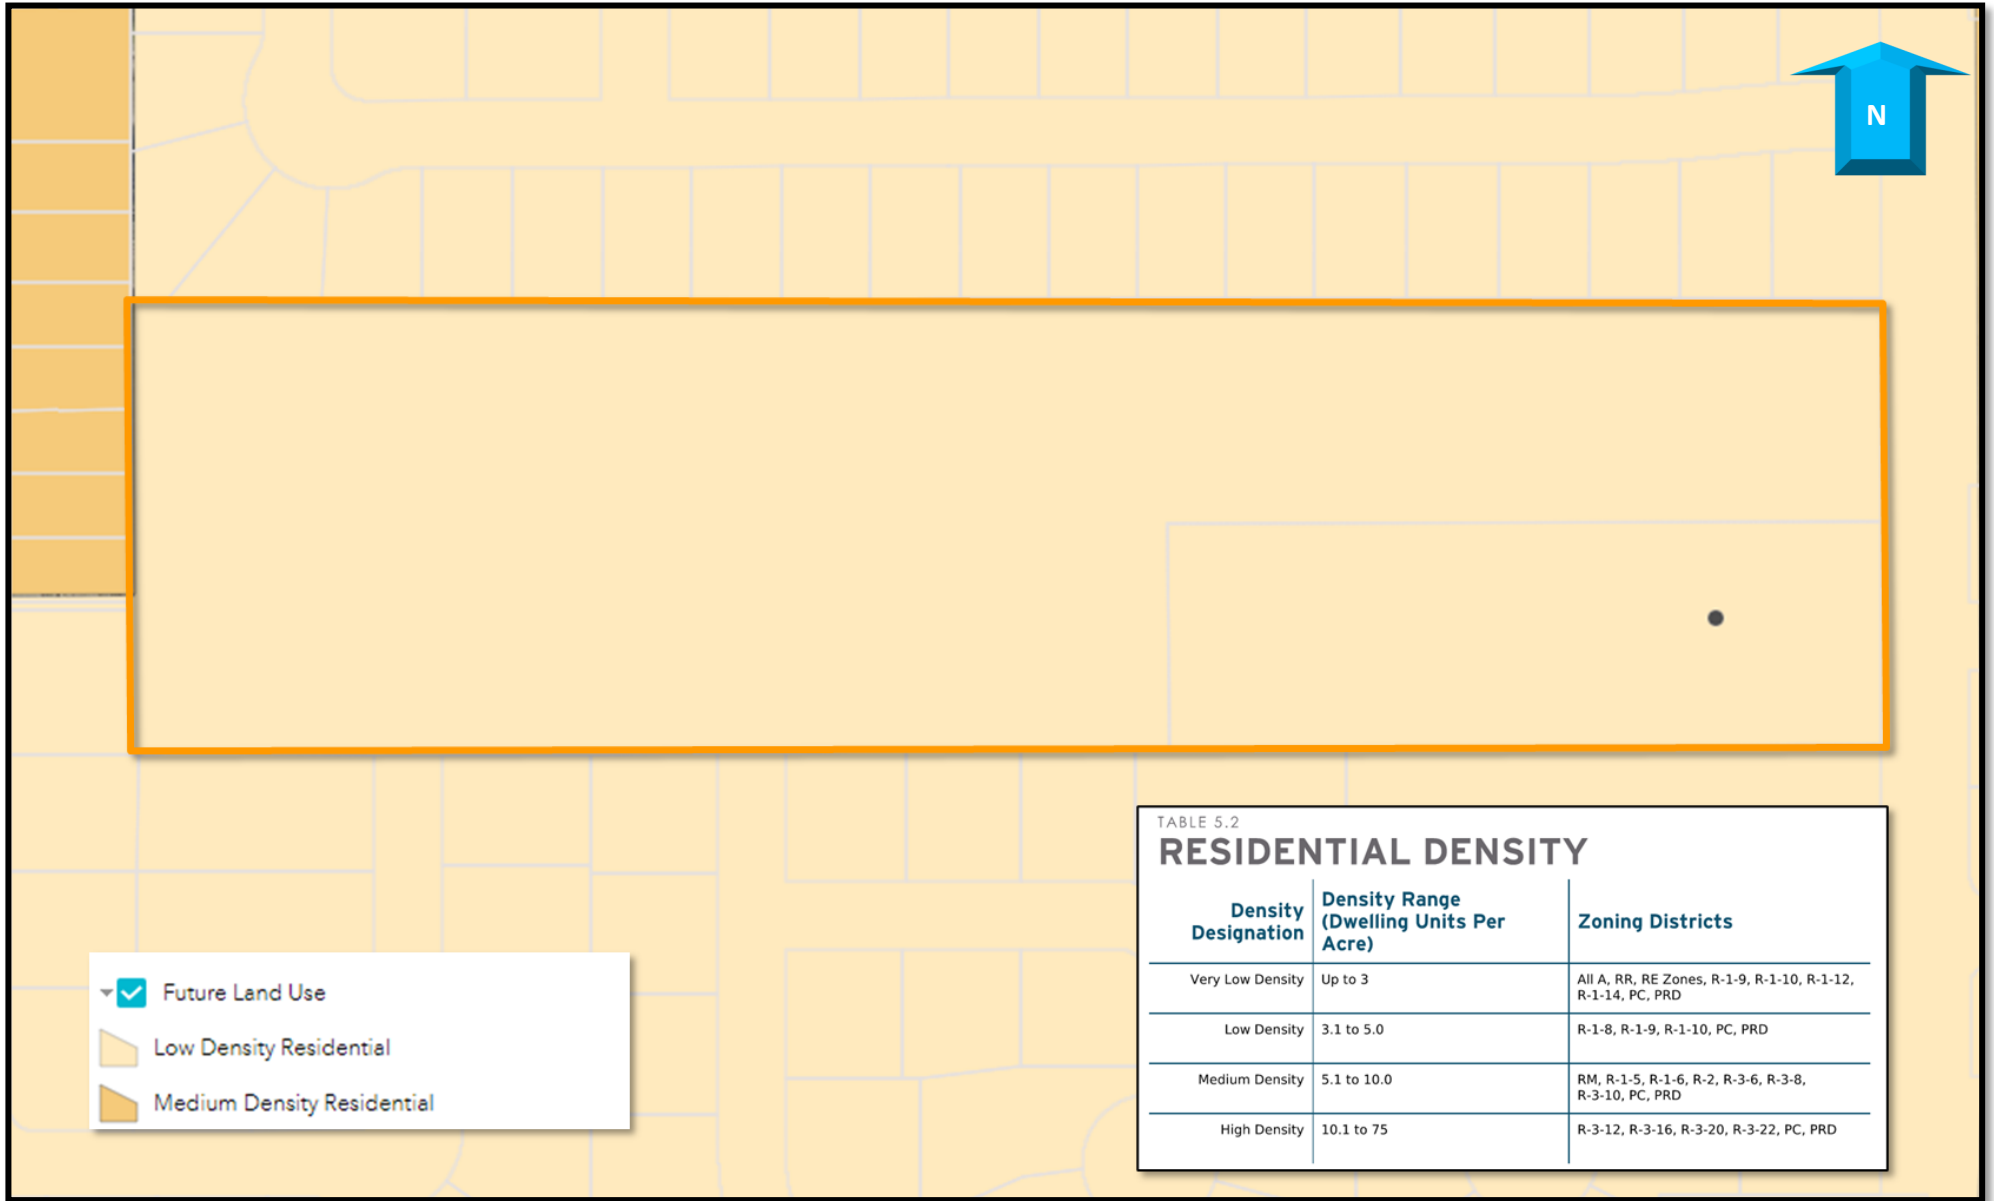 N
TABLE 5.2
RESIDENTIAL DENSITY
Density Designation
Density Range (Dwelling Units Per Acre)
Zoning Districts
Very Low Density
Up to 3
All A, RR, RE Zones, R-1-9, R-1-10, R-1-12,
R-1-14, PC, PRD
Low Density
3.1 to 5.0
R-1-8, R-1-9, R-1-10, PC, PRD
Medium Density
5.1 to 10.0
RM, R-1-5, R-1-6, R-2, R-3-6, R-3-8,
R-3-10, PC, PRD
High Density
10.1 to 75
R-3-12, R-3-16, R-3-20, R-3-22, PC, PRD
Future Land Use
Low Density Residential
Medium Density Residential